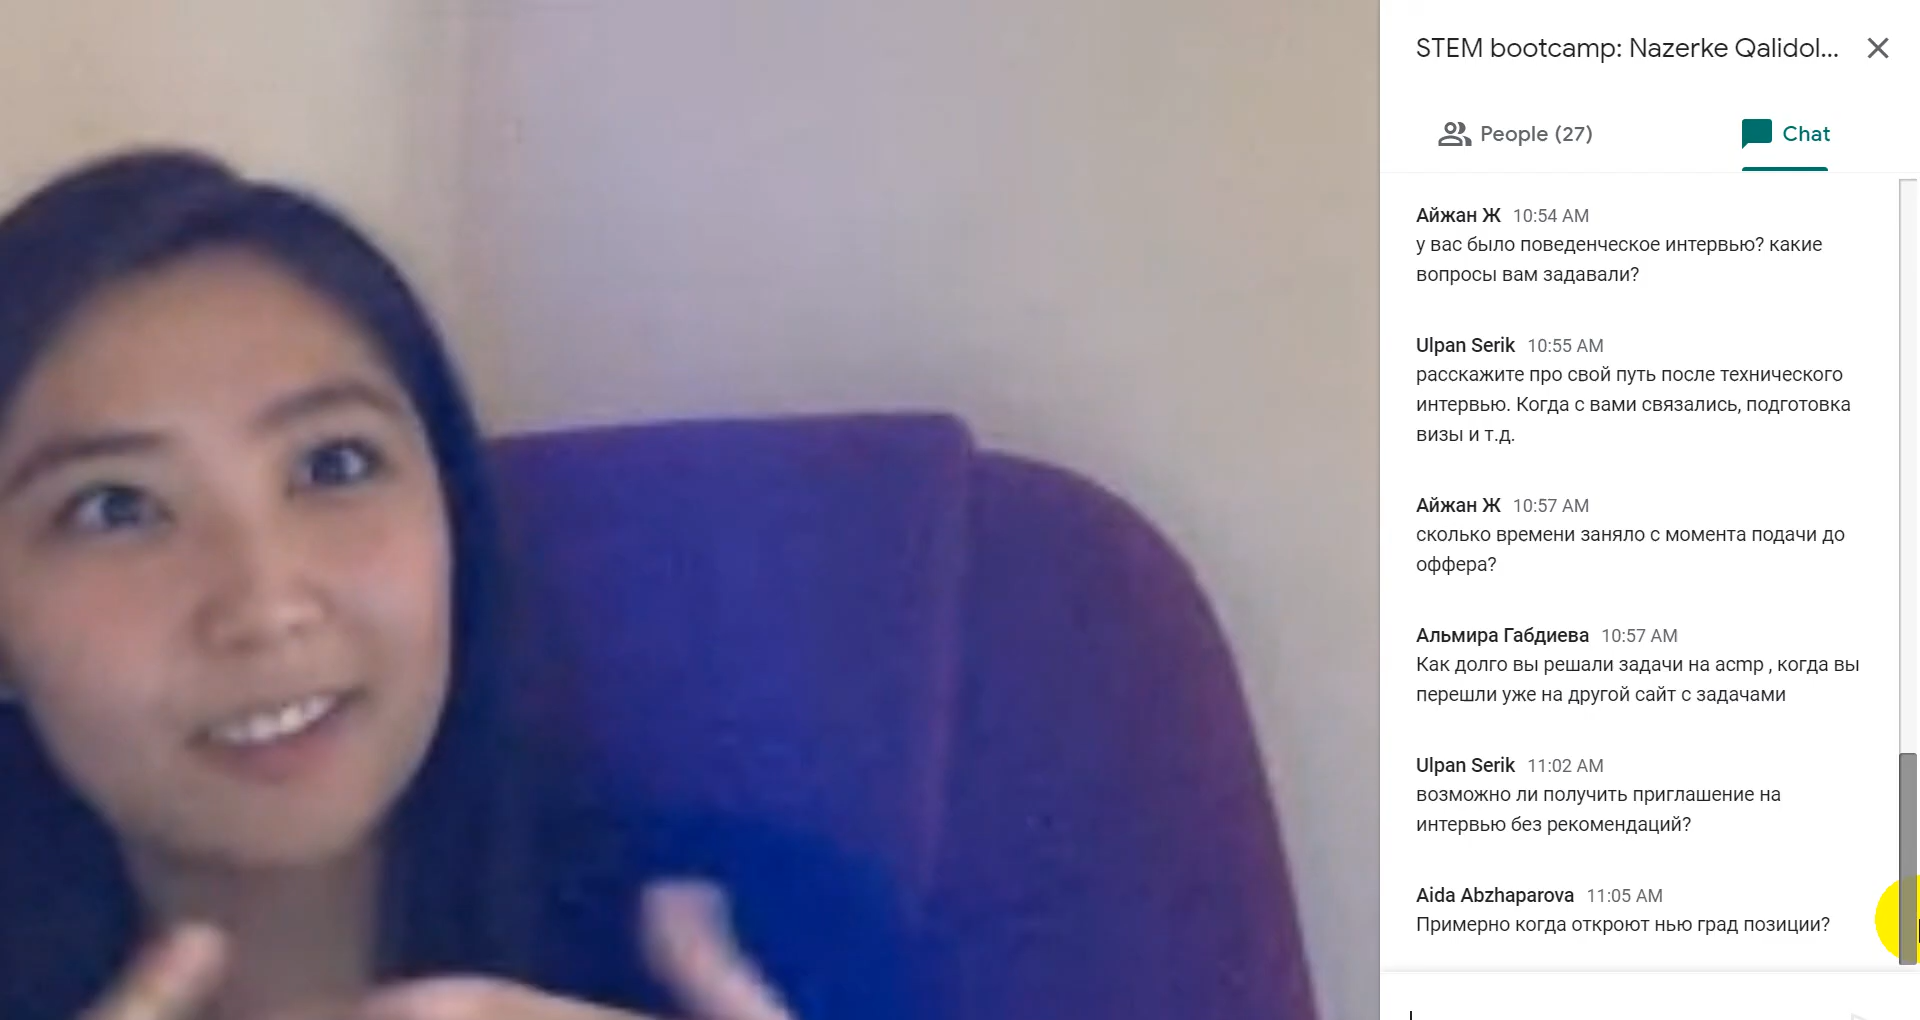 STEM bootcamp: Nazerke Qalidol...
People (27)
Chat
Айжан Ж 10:54 AM
у вас было поведенческое интервью? какие
вопросы вам задавали?
Ulpan Serik 10:55 AM
расскажите про свой путь после технического
интервью. Когда с вами связались, подготовка
визы и т.д.
Айжан Ж 10:57 AM
сколько времени заняло с момента подачи до
оффера?
Альмира Габдиева 10:57 AM
Как долго вы решали задачи на acmp , когда вы
перешли уже на другой сайт с задачами
Ulpan Serik 11:02 AM
возможно ли получить приглашение на
интервью без рекомендаций?
Aida Abzhaparova 11:05 AM
Примерно когда откроют нью град позиции?